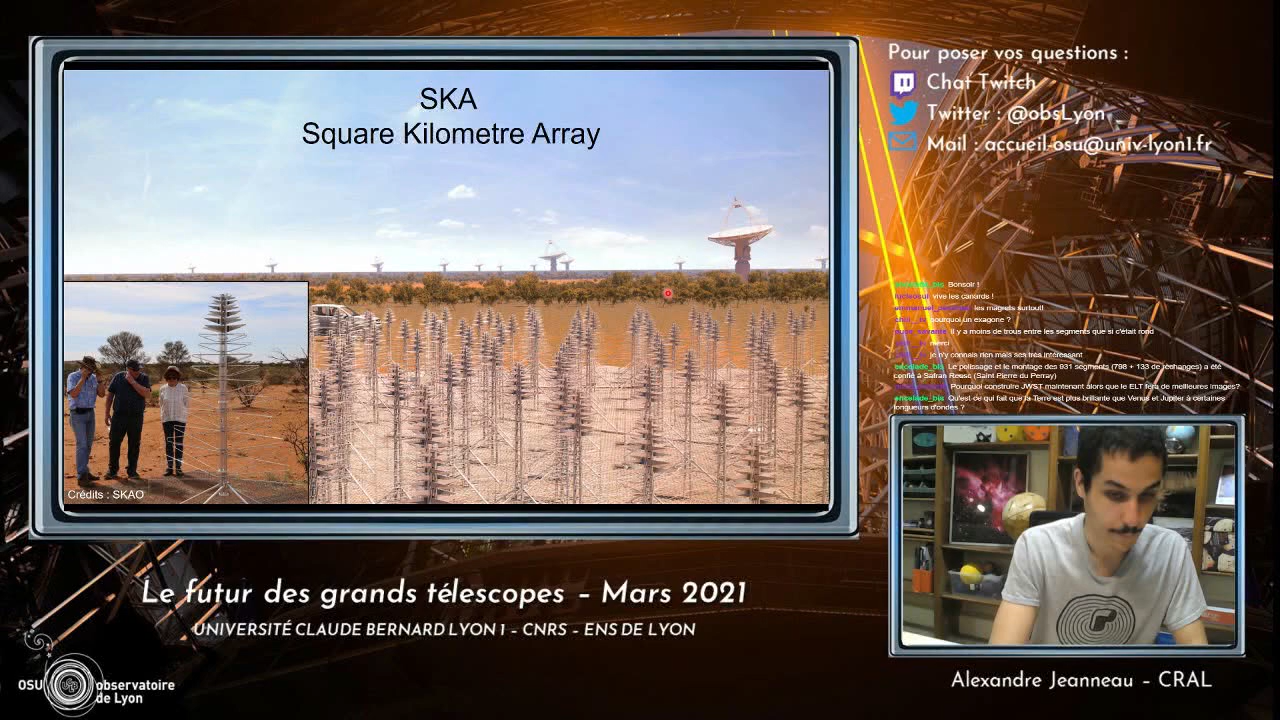 SKA
Square Kilometre Array
Crédits : SKAO
Pour poser vos questions :
Chat Twitch
Twitter : @obsLyon
Mail : accueil-osu@univ-lyon1.fr
Bonsoir !
vive les canards !
les magrets surtout!
pourquoi un exagone ?
Il y a moins de trous entre les segments que si c'était rond
merci
je n'y connais rien mais ses très intéressant
Le polissage et le montage des 931 segments (798 + 133 de rechanges) a été
confié à Safran Reosc (Saint Pierre du Perray)
Pourquoi construire JWST maintenant alors que le ELT fera de meilleures images?
encelade_bis Qu'est-ce qui fait que la Terre est plus brillante que Venus et Jupiter à certaines
longueurs d'ondes ?
Le futur des grands télescopes – Mars 2021
UNIVERSITÉ CLAUDE BERNARD LYON 1 – CNRS – ENS DE LYON
OSU observatoire
de Lyon
Alexandre Jeanneau – CRAL